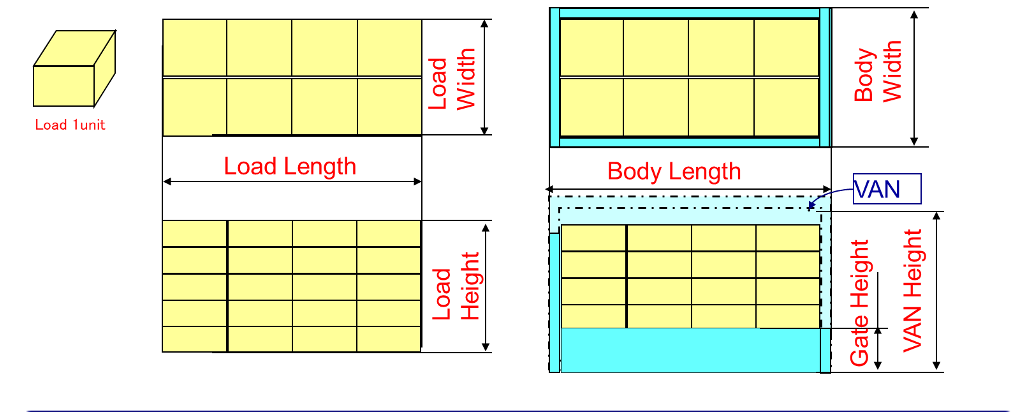 Load 1unit
Load
Width
Load Length
Load
Height
Body
Width
Body Length
VAN
Gate Height
VAN Height